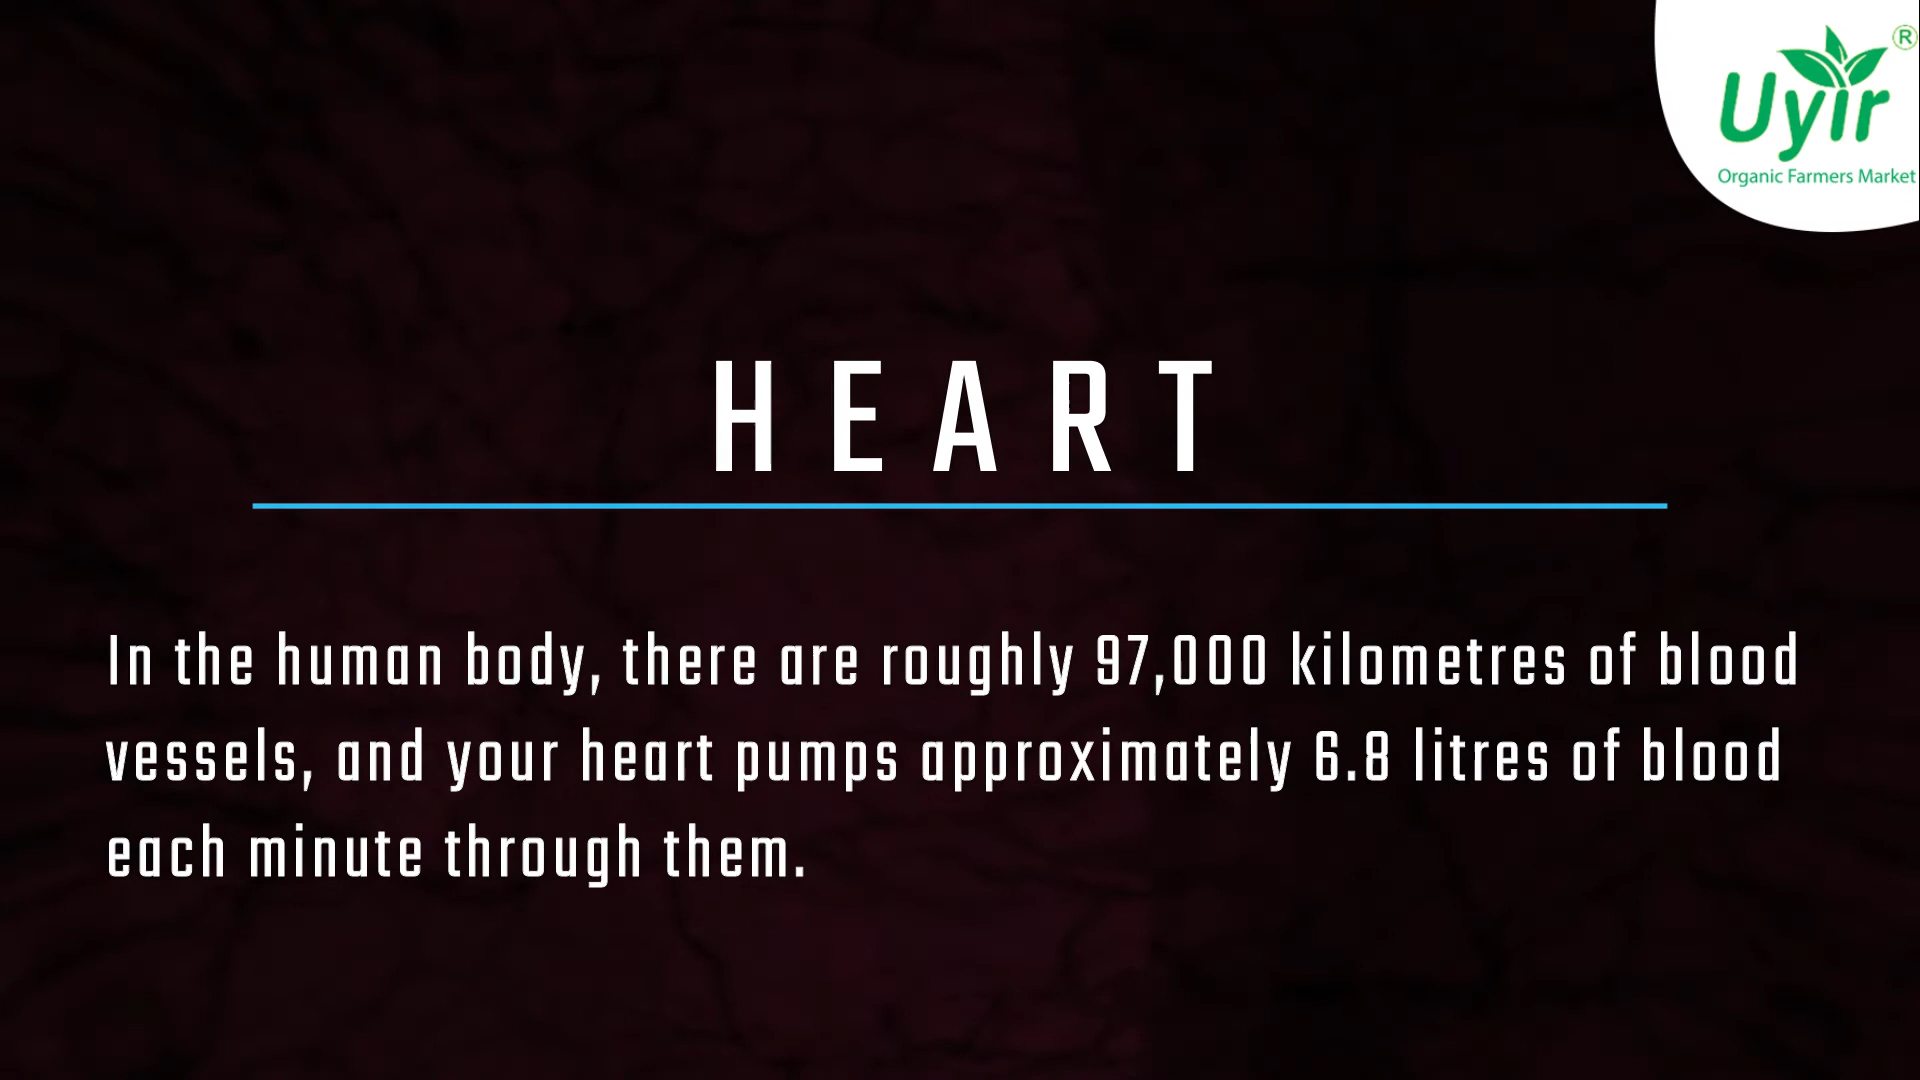 Uyir®
Organic Farmers Market
HEART
In the human body, there are roughly 97,000 kilometres of blood
vessels, and your heart pumps approximately 6.8 litres of blood
each minute through them.